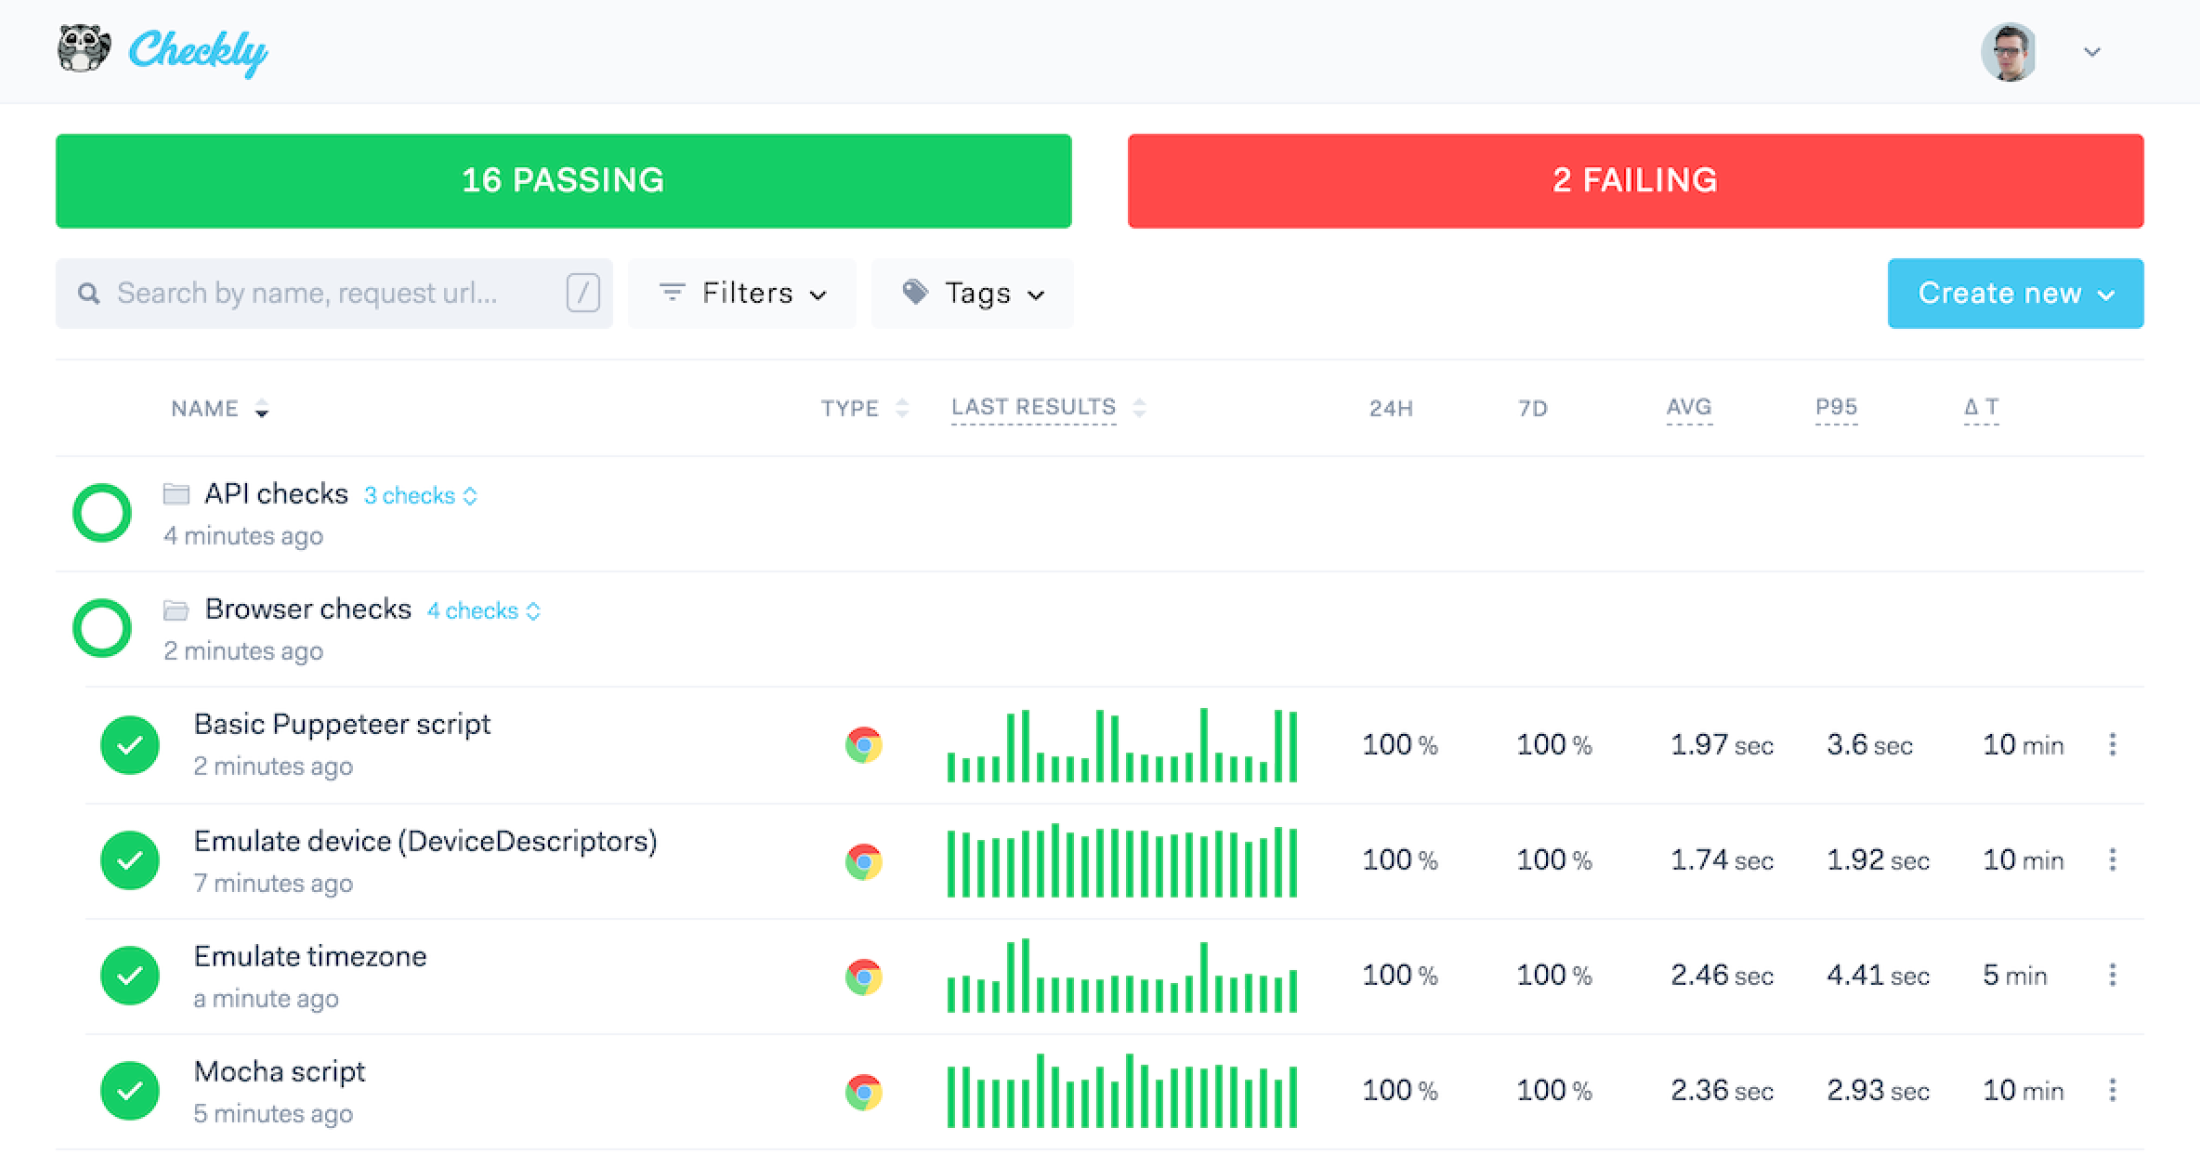 Checkly
16 PASSING
2 FAILING
Search by name, request url... /
Filters
Tags
Create new
NAME TYPE LAST RESULTS 24H 7D AVG P95 Δ T
API checks 3 checks
4 minutes ago
Browser checks 4 checks
2 minutes ago
Basic Puppeteer script
2 minutes ago
100 % 100 % 1.97 sec 3.6 sec 10 min
Emulate device (DeviceDescriptors)
7 minutes ago
100 % 100 % 1.74 sec 1.92 sec 10 min
Emulate timezone
a minute ago
100 % 100 % 2.46 sec 4.41 sec 5 min
Mocha script
5 minutes ago
100 % 100 % 2.36 sec 2.93 sec 10 min